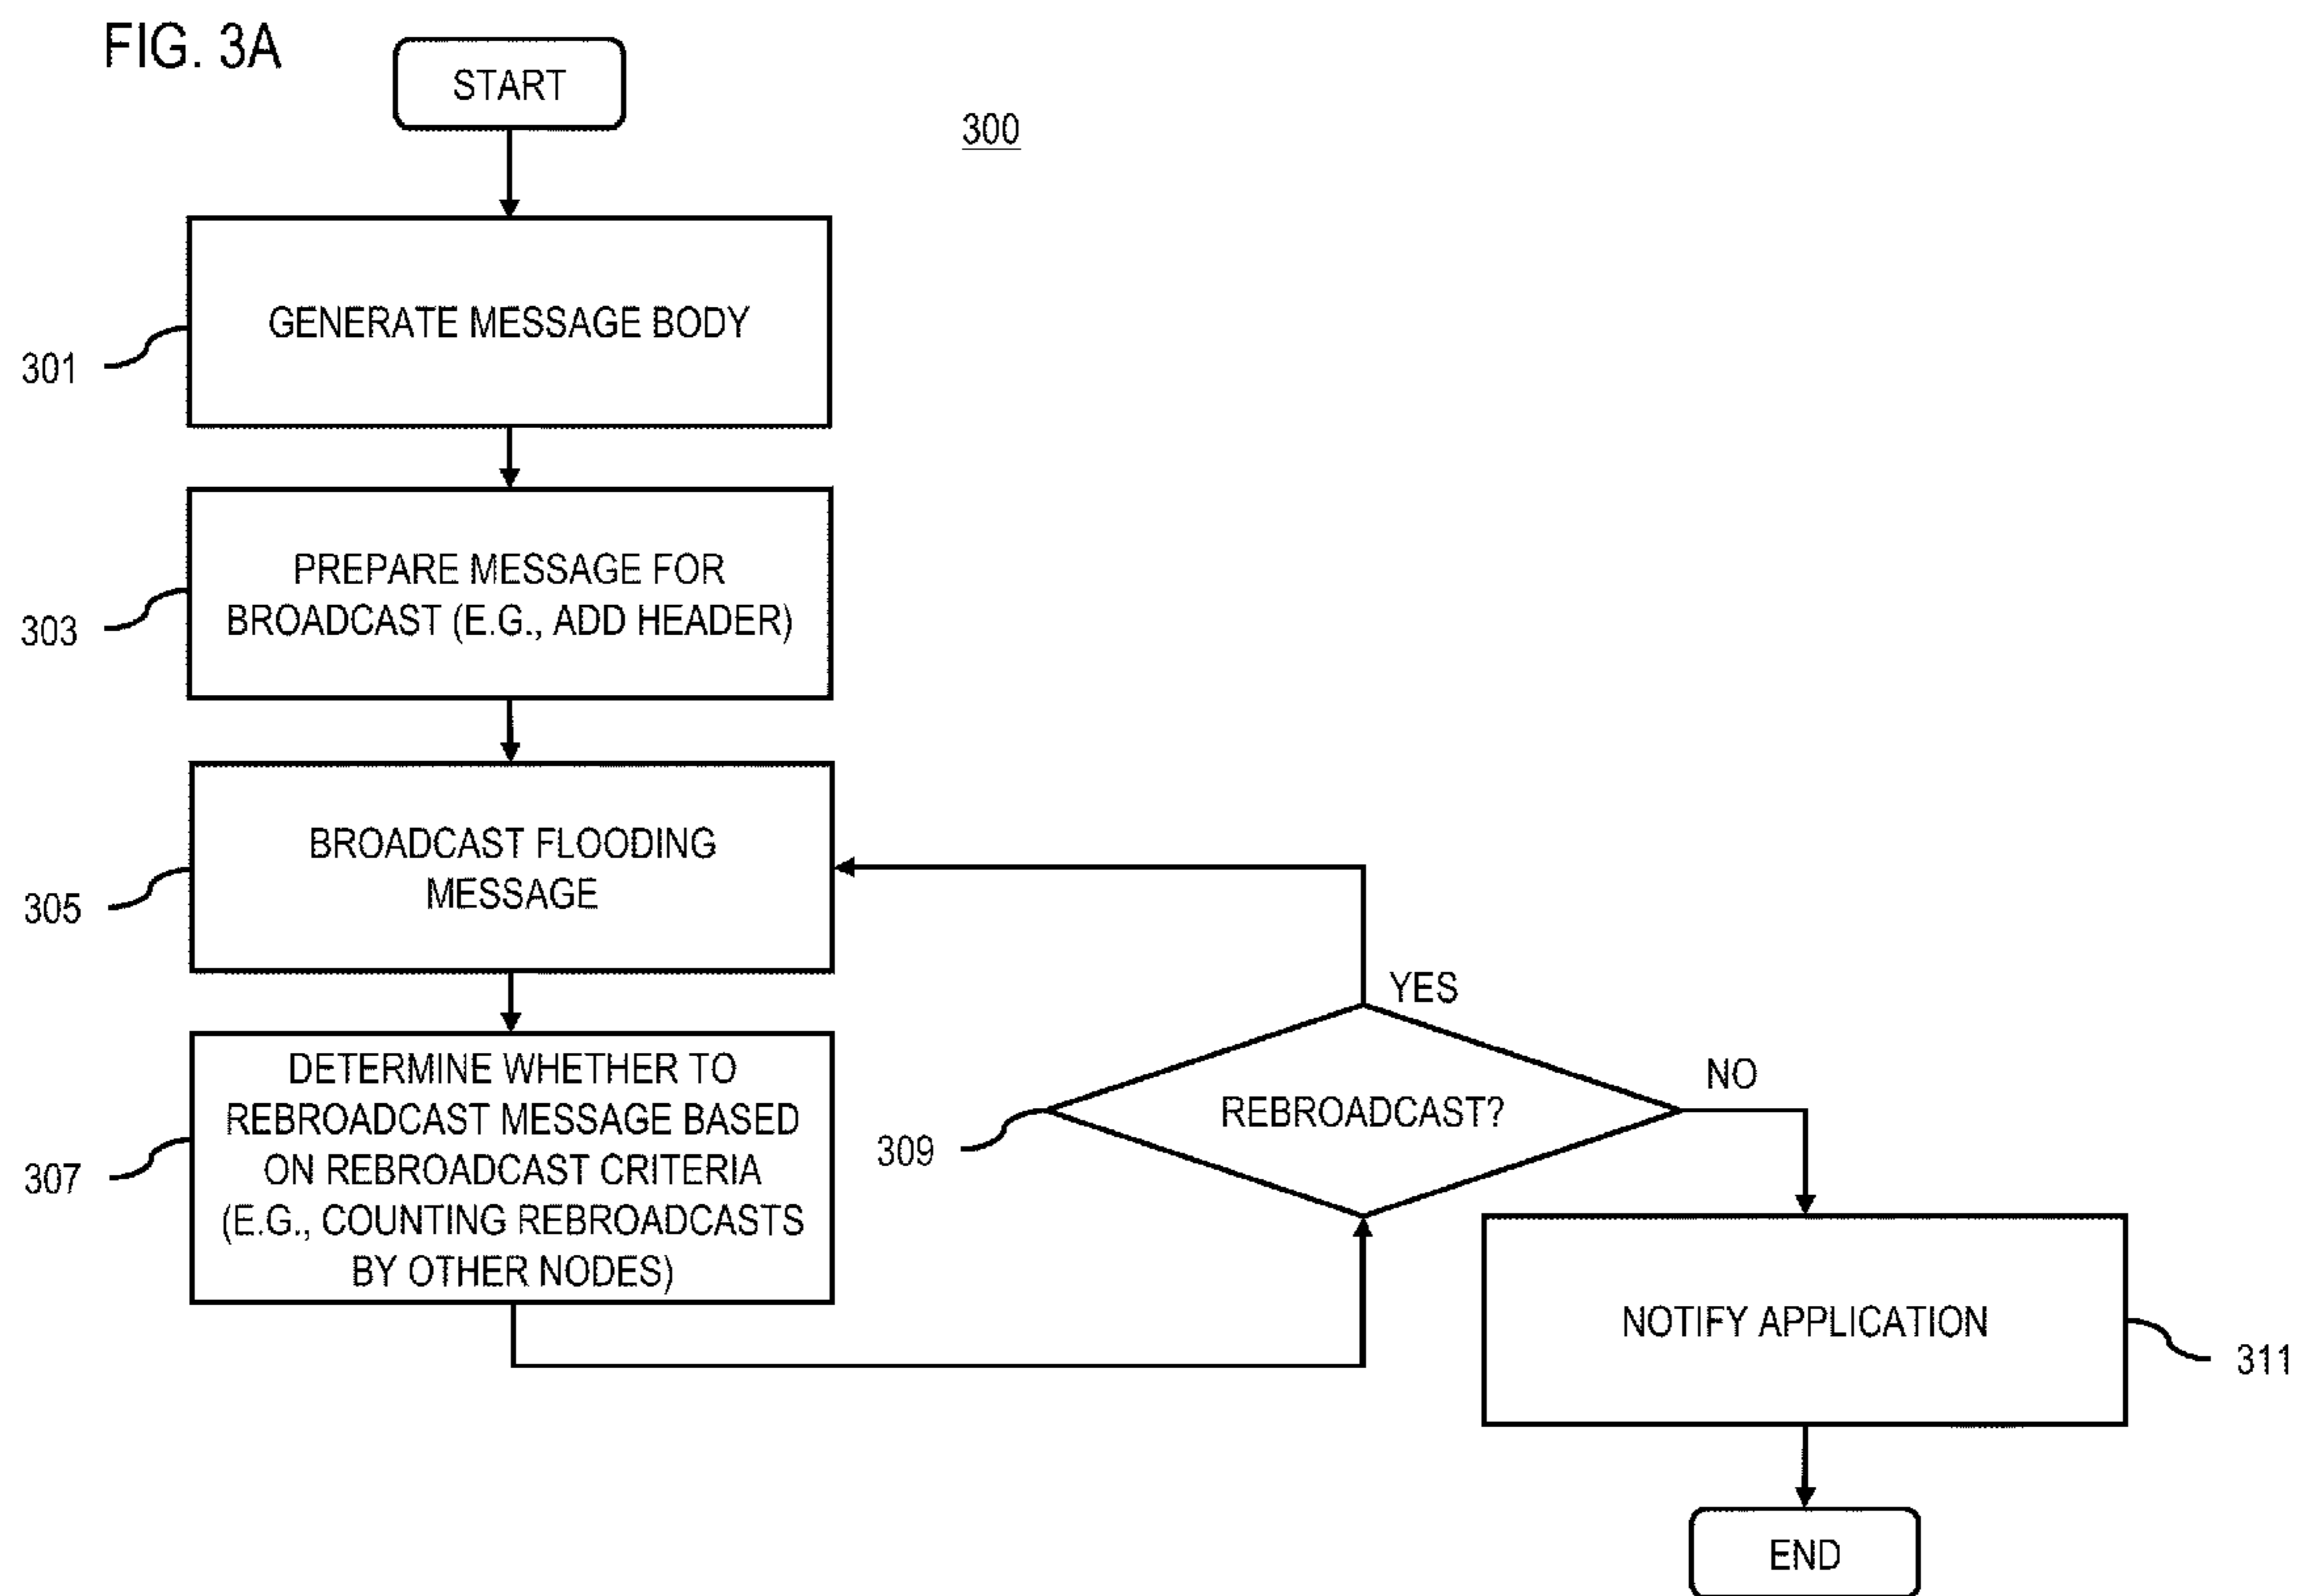 FIG. 3A
START
300
GENERATE MESSAGE BODY
301
PREPARE MESSAGE FOR
BROADCAST (E.G., ADD HEADER)
303
BROADCAST FLOODING
MESSAGE
305
DETERMINE WHETHER TO
REBROADCAST MESSAGE BASED
ON REBROADCAST CRITERIA
(E.G., COUNTING REBROADCASTS
BY OTHER NODES)
307
YES
REBROADCAST?
309
NO
NOTIFY APPLICATION
311
END